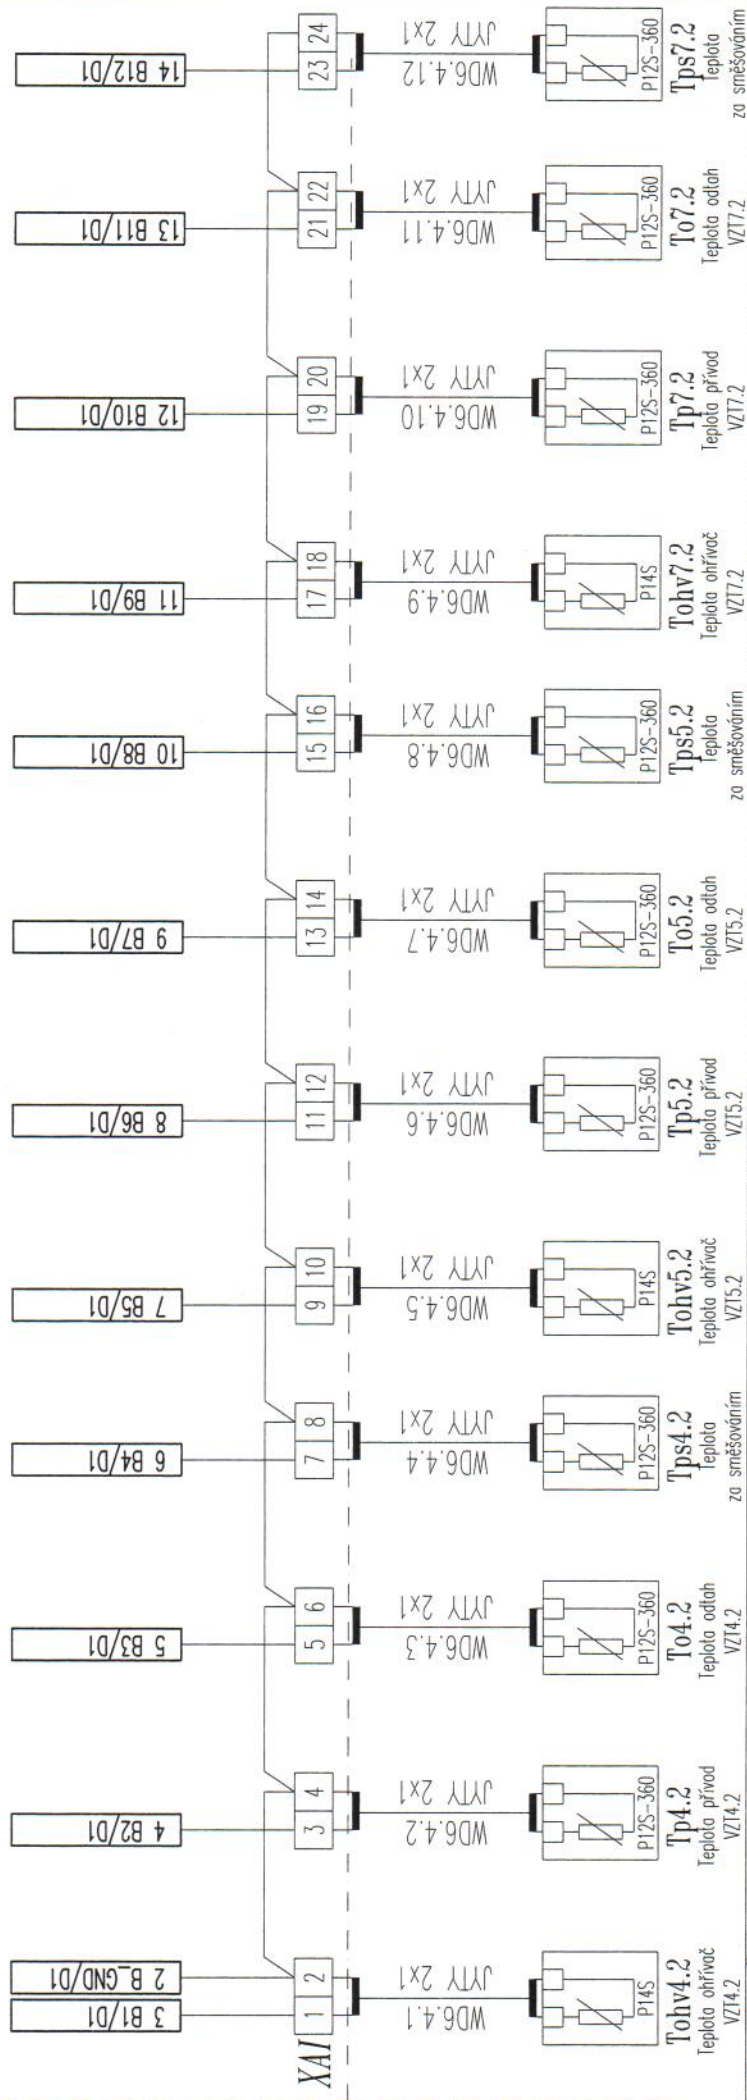 3 B1/D1
2 B_GND/D1
4 B2/D1
5 B3/D1
6 B4/D1
7 B5/D1
8 B6/D1
9 B7/D1
10 B8/D1
11 B9/D1
12 B10/D1
13 B11/D1
14 B12/D1
XAI
1 2
3 4
5 6
7 8
9 10
11 12
13 14
15 16
17 18
19 20
21 22
23 24
WD6.4.1
JYTY 2x1
WD6.4.2
JYTY 2x1
WD6.4.3
JYTY 2x1
WD6.4.4
JYTY 2x1
WD6.4.5
JYTY 2x1
WD6.4.6
JYTY 2x1
WD6.4.7
JYTY 2x1
WD6.4.8
JYTY 2x1
WD6.4.9
JYTY 2x1
WD6.4.10
JYTY 2x1
WD6.4.11
JYTY 2x1
WD6.4.12
JYTY 2x1
P14S
Tohv4.2
Teplota ohřívač
VZT4.2
P12S-360
Tp4.2
Teplota přívod
VZT4.2
P12S-360
To4.2
Teplota odtah
VZT4.2
P12S-360
Tps4.2
Teplota
za směšováním
P14S
Tohv5.2
Teplota ohřívač
VZT5.2
P12S-360
Tp5.2
Teplota přívod
VZT5.2
P12S-360
To5.2
Teplota odtah
VZT5.2
P12S-360
Tps5.2
Teplota
za směšováním
P14S
Tohv7.2
Teplota ohřívač
VZT7.2
P12S-360
Tp7.2
Teplota přívod
VZT7.2
P12S-360
To7.2
Teplota odtah
VZT7.2
P12S-360
Tps7.2
Teplota
za směšováním